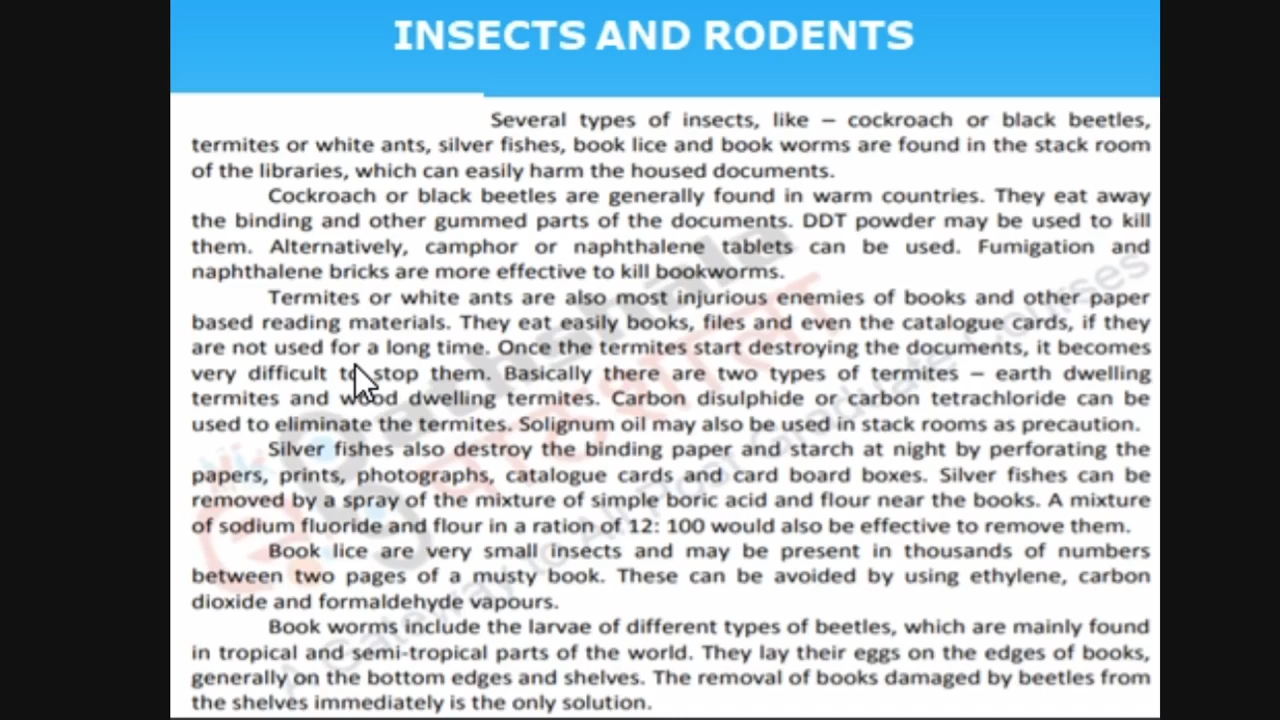 INSECTS AND RODENTS
Several types of insects, like – cockroach or black beetles,
termites or white ants, silver fishes, book lice and book worms are found in the stack room
of the libraries, which can easily harm the housed documents.
Cockroach or black beetles are generally found in warm countries. They eat away
the binding and other gummed parts of the documents. DDT powder may be used to kill
them. Alternatively, camphor or naphthalene tablets can be used. Fumigation and
naphthalene bricks are more effective to kill bookworms.
Termites or white ants are also most injurious enemies of books and other paper
based reading materials. They eat easily books, files and even the catalogue cards, if they
are not used for a long time. Once the termites start destroying the documents, it becomes
very difficult to stop them. Basically there are two types of termites – earth dwelling
termites and wood dwelling termites. Carbon disulphide or carbon tetrachloride can be
used to eliminate the termites. Solignum oil may also be used in stack rooms as precaution.
Silver fishes also destroy the binding paper and starch at night by perforating the
papers, prints, photographs, catalogue cards and card board boxes. Silver fishes can be
removed by a spray of the mixture of simple boric acid and flour near the books. A mixture
of sodium fluoride and flour in a ration of 12: 100 would also be effective to remove them.
Book lice are very small insects and may be present in thousands of numbers
between two pages of a musty book. These can be avoided by using ethylene, carbon
dioxide and formaldehyde vapours.
Book worms include the larvae of different types of beetles, which are mainly found
in tropical and semi-tropical parts of the world. They lay their eggs on the edges of books,
generally on the bottom edges and shelves. The removal of books damaged by beetles from
the shelves immediately is the only solution.
Pathshala
पाठशाला
A Gateway to All Post Graduate Courses